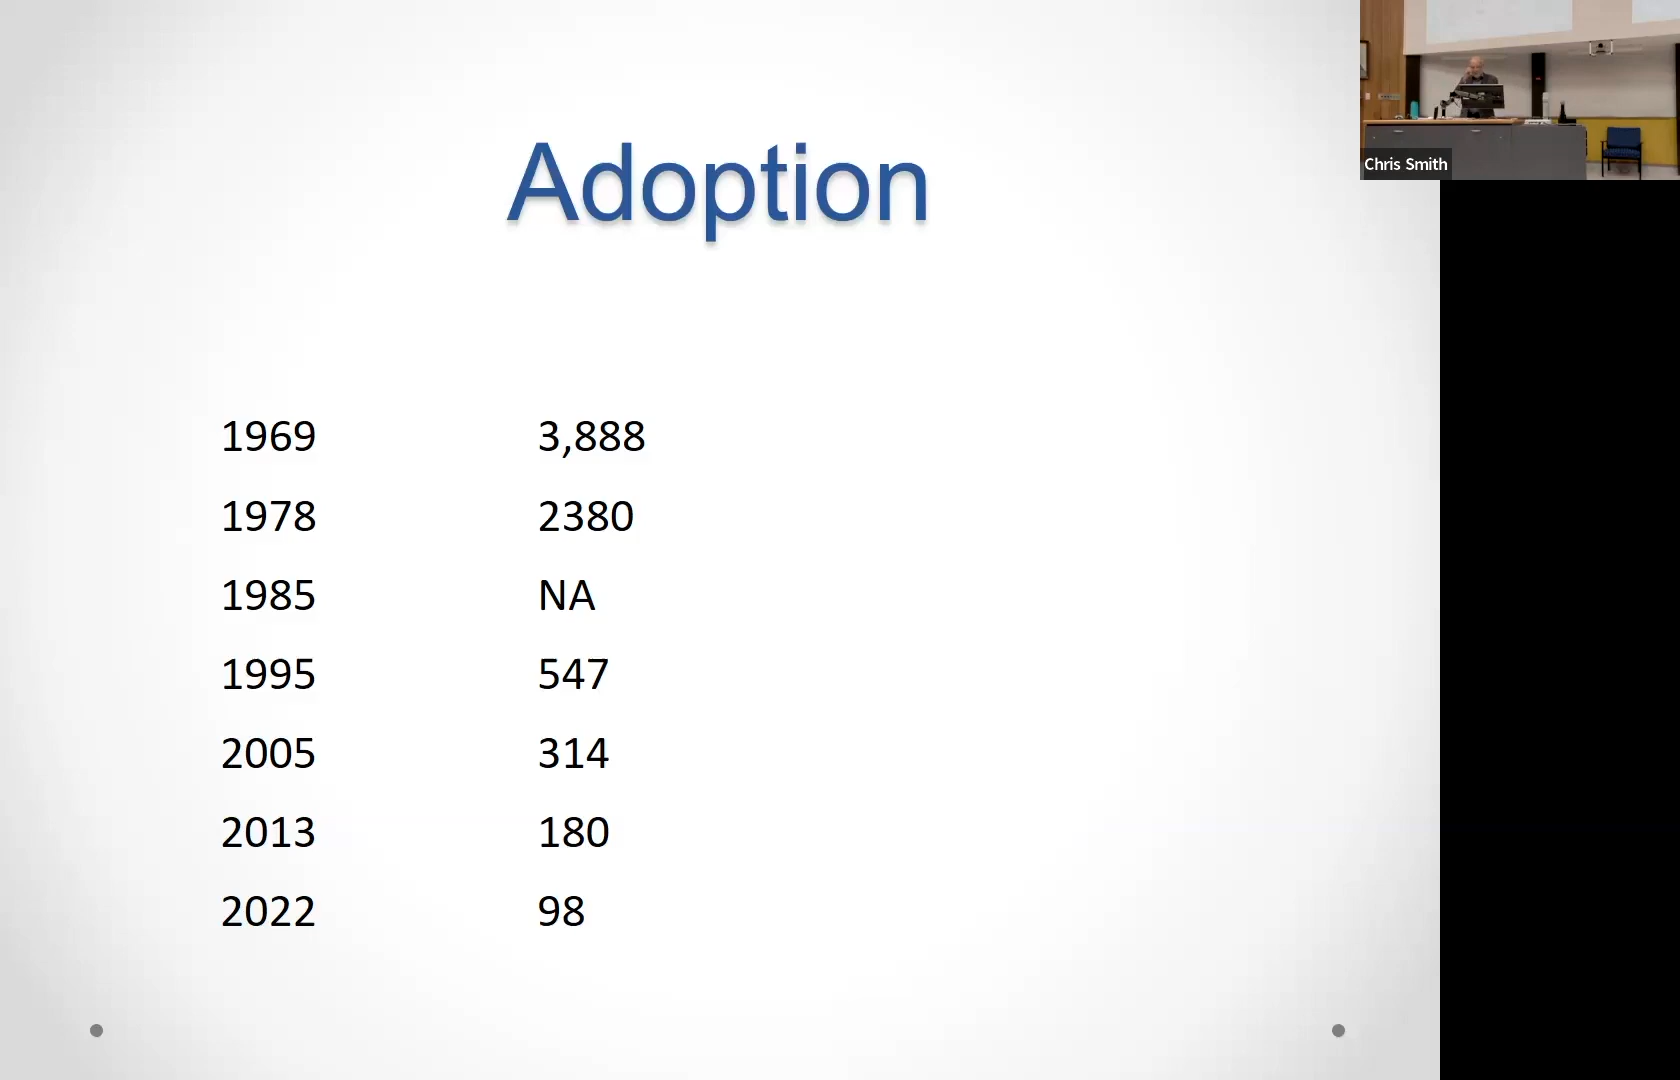 Adoption
1969 3,888
1978 2380
1985 NA
1995 547
2005 314
2013 180
2022 98
Chris Smith